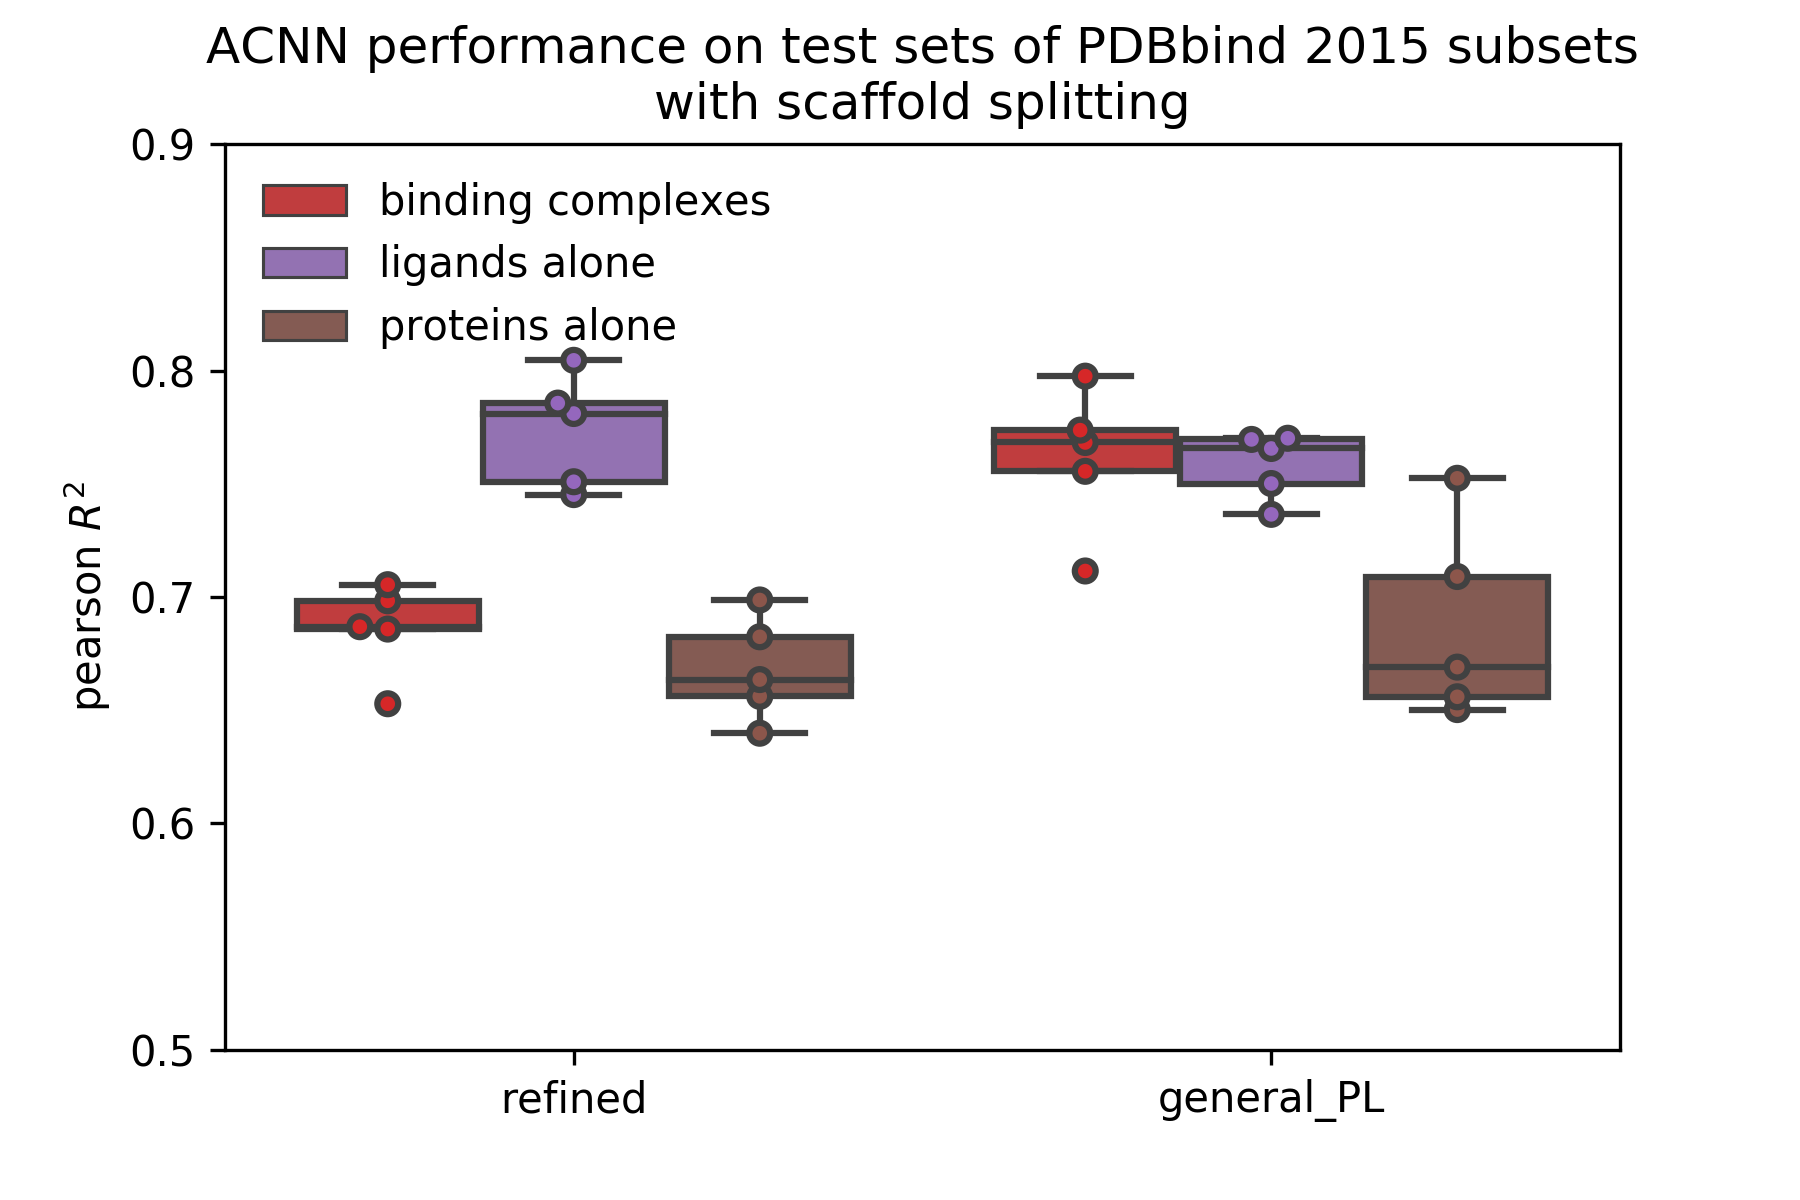 ACNN performance on test sets of PDBbind 2015 subsets
with scaffold splitting
0.9
binding complexes
ligands alone
proteins alone
0.8
0.7
0.6
0.5
pearson R²
refined
general_PL